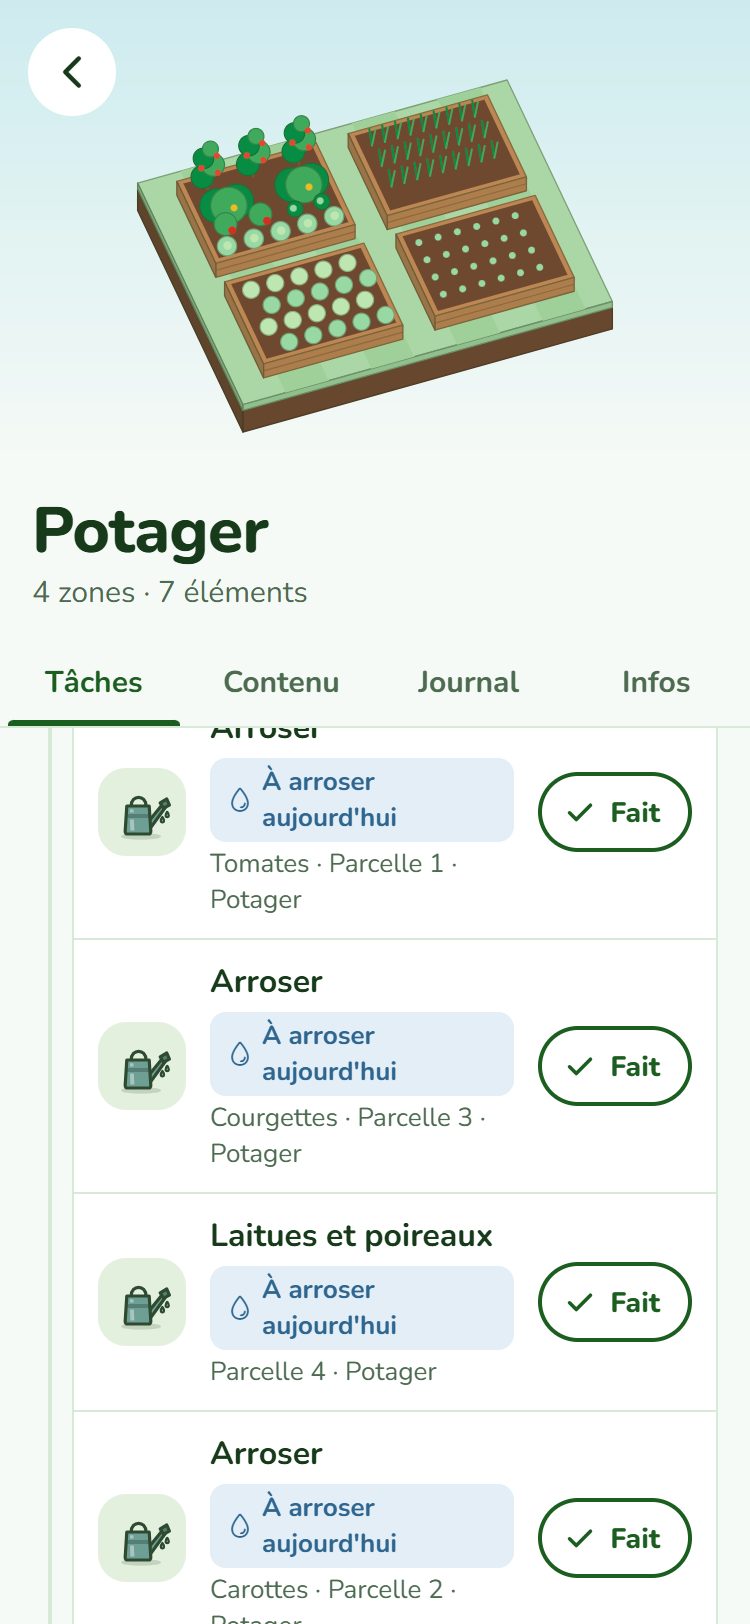 Potager
4 zones · 7 éléments
Tâches
Contenu
Journal
Infos
Arroser
À arroser
aujourd'hui
Tomates · Parcelle 1 ·
Potager
Fait
Arroser
À arroser
aujourd'hui
Courgettes · Parcelle 3 ·
Potager
Fait
Laitues et poireaux
À arroser
aujourd'hui
Parcelle 4 · Potager
Fait
Arroser
À arroser
aujourd'hui
Carottes · Parcelle 2 ·
Potager
Fait